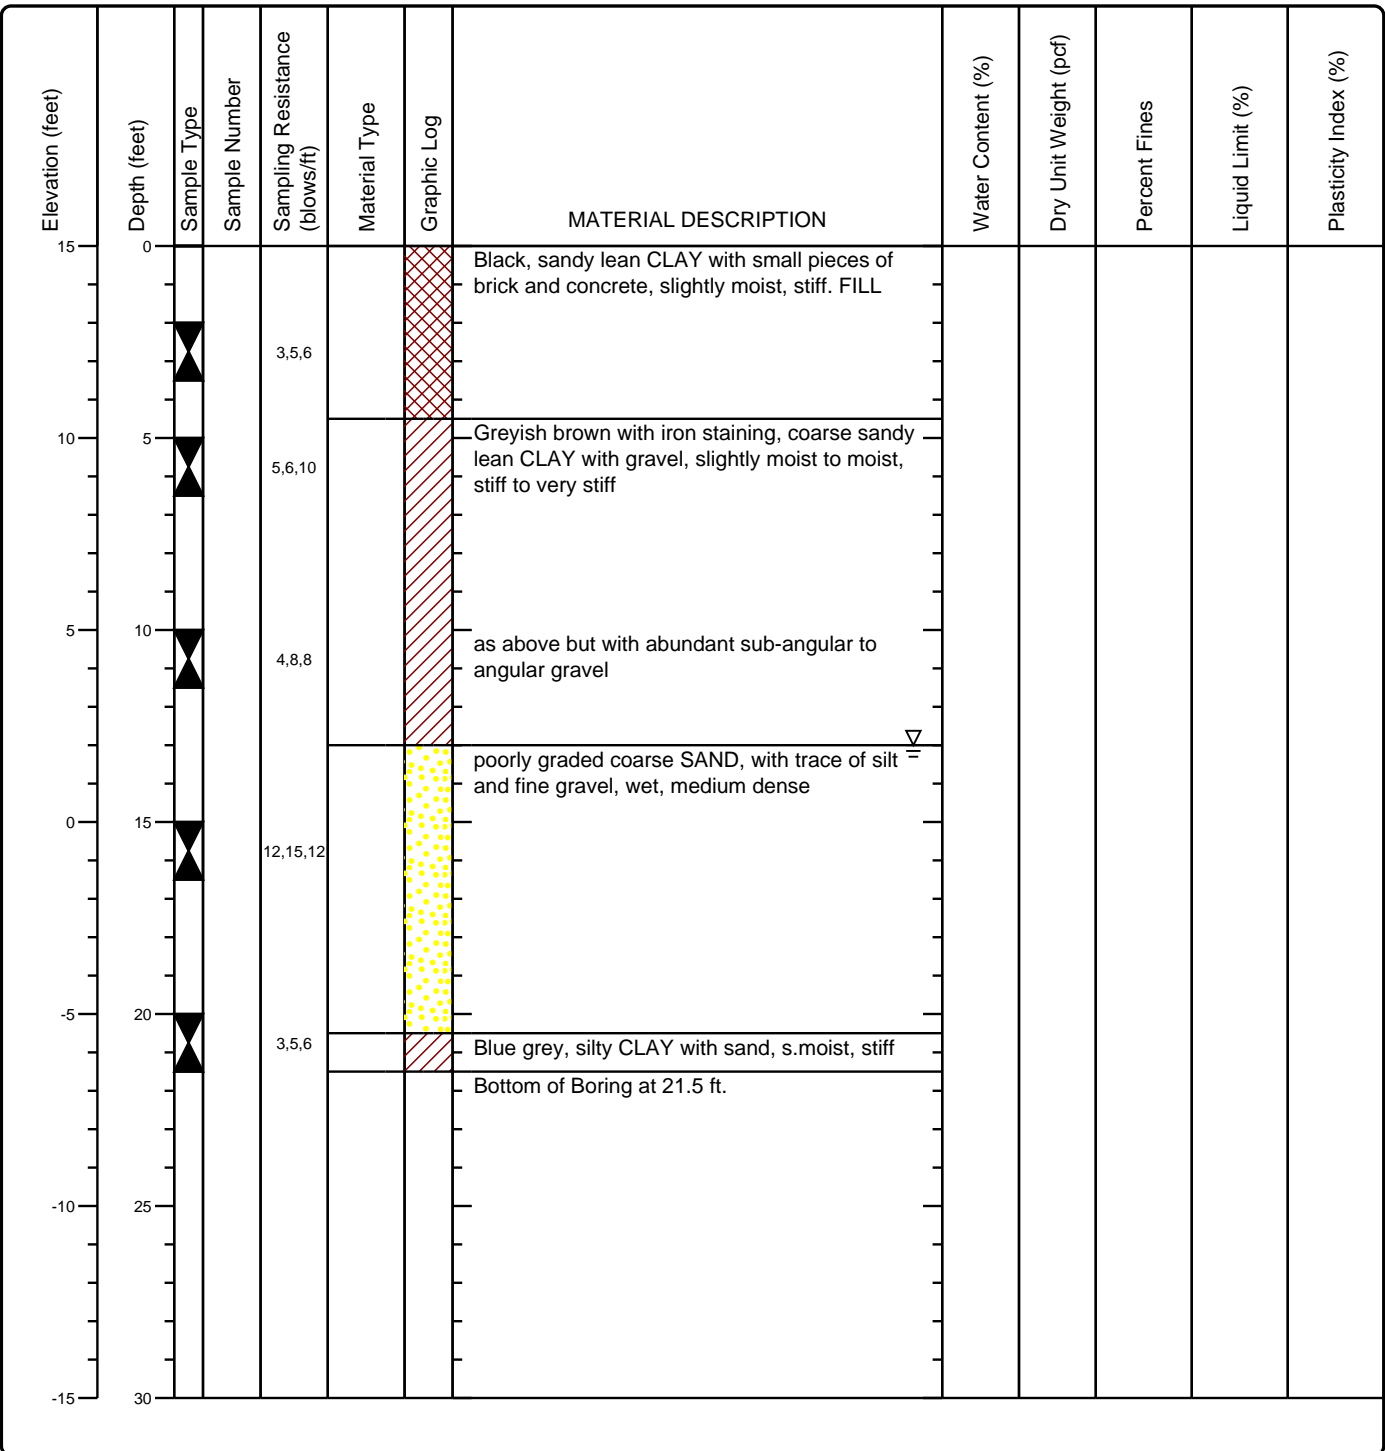 Elevation (feet)
Depth (feet)
Sample Type
Sample Number
Sampling Resistance
(blows/ft)
Material Type
Graphic Log
MATERIAL DESCRIPTION
Water Content (%)
Dry Unit Weight (pcf)
Percent Fines
Liquid Limit (%)
Plasticity Index (%)
15 0
Black, sandy lean CLAY with small pieces of
brick and concrete, slightly moist, stiff. FILL
3,5,6
10 5
Greyish brown with iron staining, coarse sandy
lean CLAY with gravel, slightly moist to moist,
stiff to very stiff
5,6,10
5 10
as above but with abundant sub-angular to
angular gravel
4,8,8
poorly graded coarse SAND, with trace of silt
and fine gravel, wet, medium dense
0 15
12,15,12
-5 20
3,5,6
Blue grey, silty CLAY with sand, s.moist, stiff
Bottom of Boring at 21.5 ft.
-10 25
-15 30